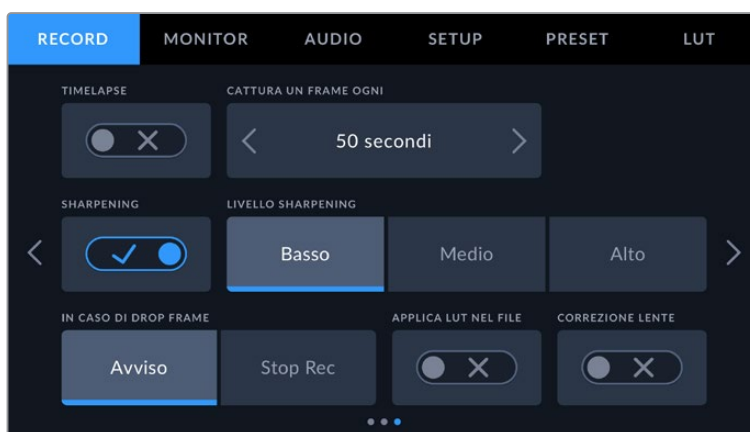 RECORD MONITOR AUDIO SETUP PRESET LUT
TIMELAPSE CATTURA UN FRAME OGNI
50 secondi
SHARPENING LIVELLO SHARPENING
Basso Medio Alto
IN CASO DI DROP FRAME APPLICA LUT NEL FILE CORREZIONE LENTE
Avviso Stop Rec